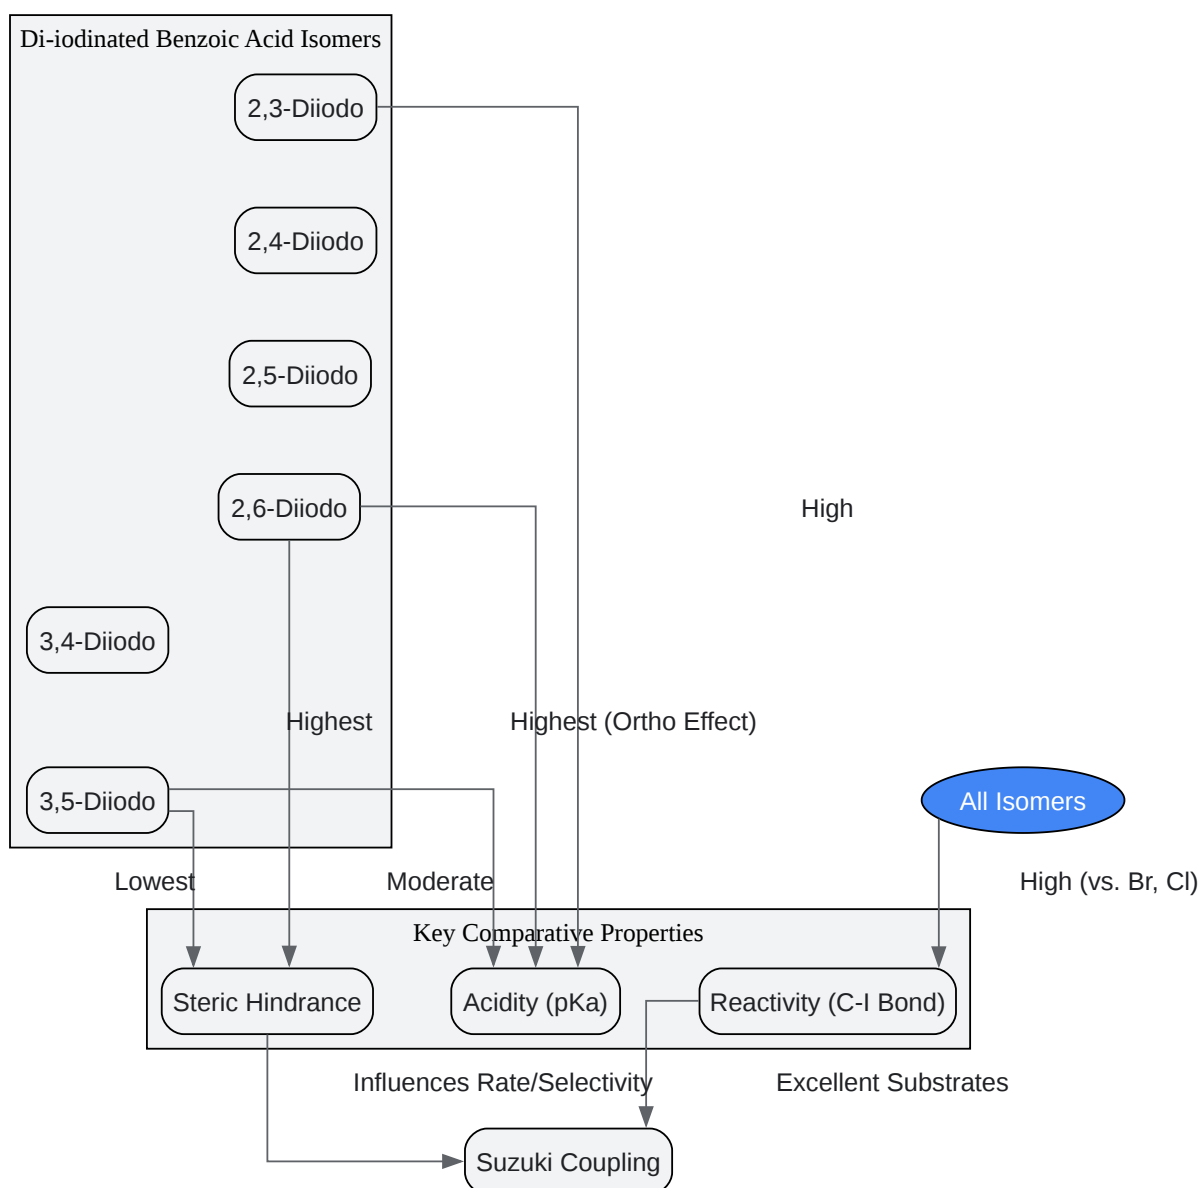 Di-iodinated Benzoic Acid Isomers
2,3-Diiodo
2,4-Diiodo
2,5-Diiodo
2,6-Diiodo
High
3,4-Diiodo
Highest
Highest (Ortho Effect)
3,5-Diiodo
All Isomers
Lowest
Moderate
High (vs. Br, Cl)
Key Comparative Properties
Steric Hindrance
Acidity (pKa)
Reactivity (C-I Bond)
Influences Rate/Selectivity
Excellent Substrates
Suzuki Coupling